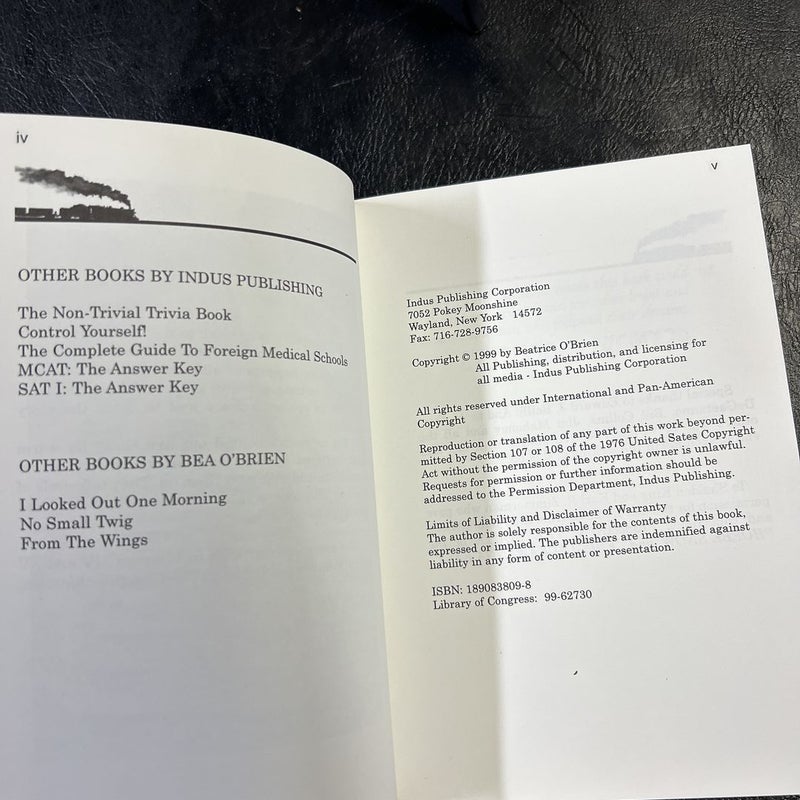 iv
OTHER BOOKS BY INDUS PUBLISHING
The Non-Trivial Trivia Book
Control Yourself!
The Complete Guide To Foreign Medical Schools
MCAT: The Answer Key
SAT I: The Answer Key
OTHER BOOKS BY BEA O'BRIEN
I Looked Out One Morning
No Small Twig
From The Wings
v
Indus Publishing Corporation
7052 Pokey Moonshine
Wayland, New York 14572
Fax: 716-728-9756
Copyright © 1999 by Beatrice O'Brien
All Publishing, distribution, and licensing for
all media - Indus Publishing Corporation
All rights reserved under International and Pan-American
Copyright
Reproduction or translation of any part of this work beyond per-
mitted by Section 107 or 108 of the 1976 United Sates Copyright
Act without the permission of the copyright owner is unlawful.
Requests for permission or further information should be
addressed to the Permission Department, Indus Publishing.
Limits of Liability and Disclaimer of Warranty
The author is solely responsible for the contents of this book,
expressed or implied. The publishers are indemnified against
liability in any form of content or presentation.
ISBN: 189083809-8
Library of Congress: 99-62730